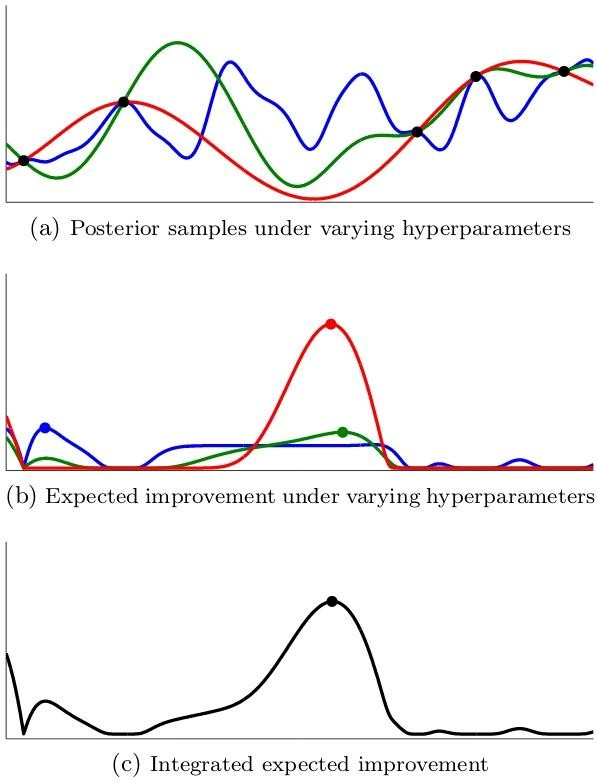 (a) Posterior samples under varying hyperparameters
(b) Expected improvement under varying hyperparameters
(c) Integrated expected improvement